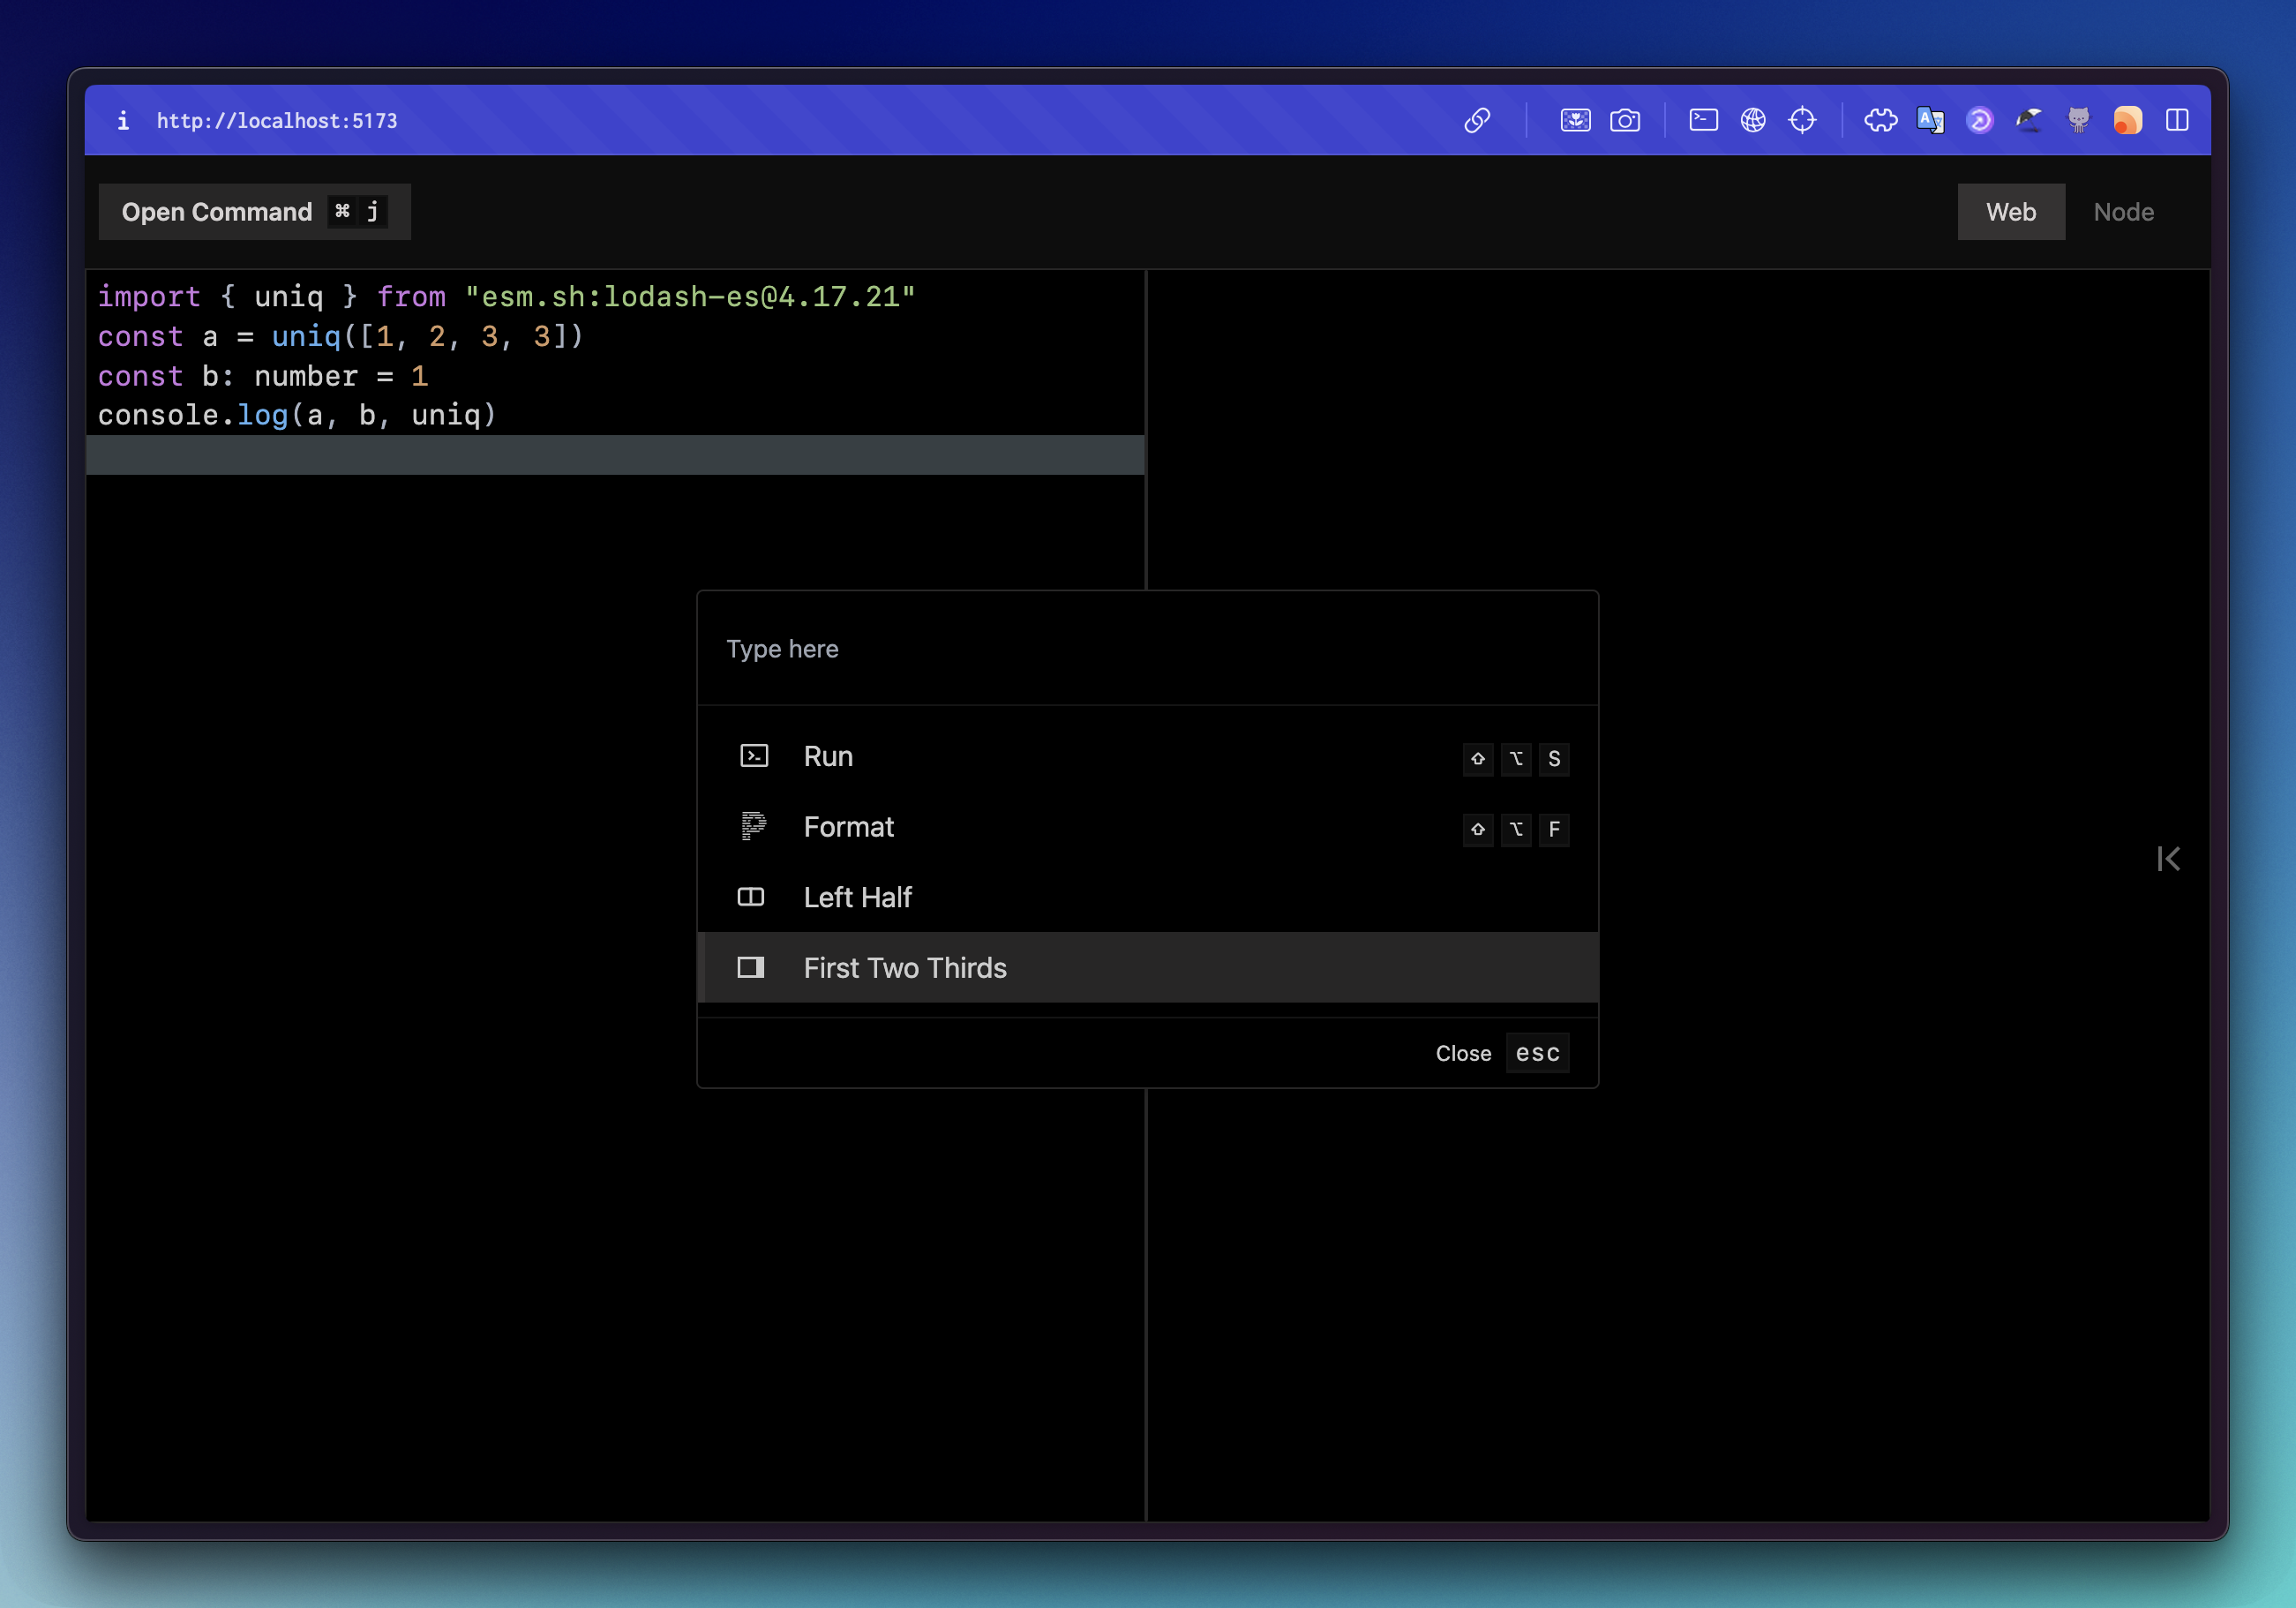 i http://localhost:5173
Open Command ⌘ j
Web Node
import { uniq } from "esm.sh:lodash-es@4.17.21"
const a = uniq([1, 2, 3, 3])
const b: number = 1
console.log(a, b, uniq)
Type here
Run ⇧ ⌥ S
Format ⇧ ⌥ F
Left Half
First Two Thirds
Close esc